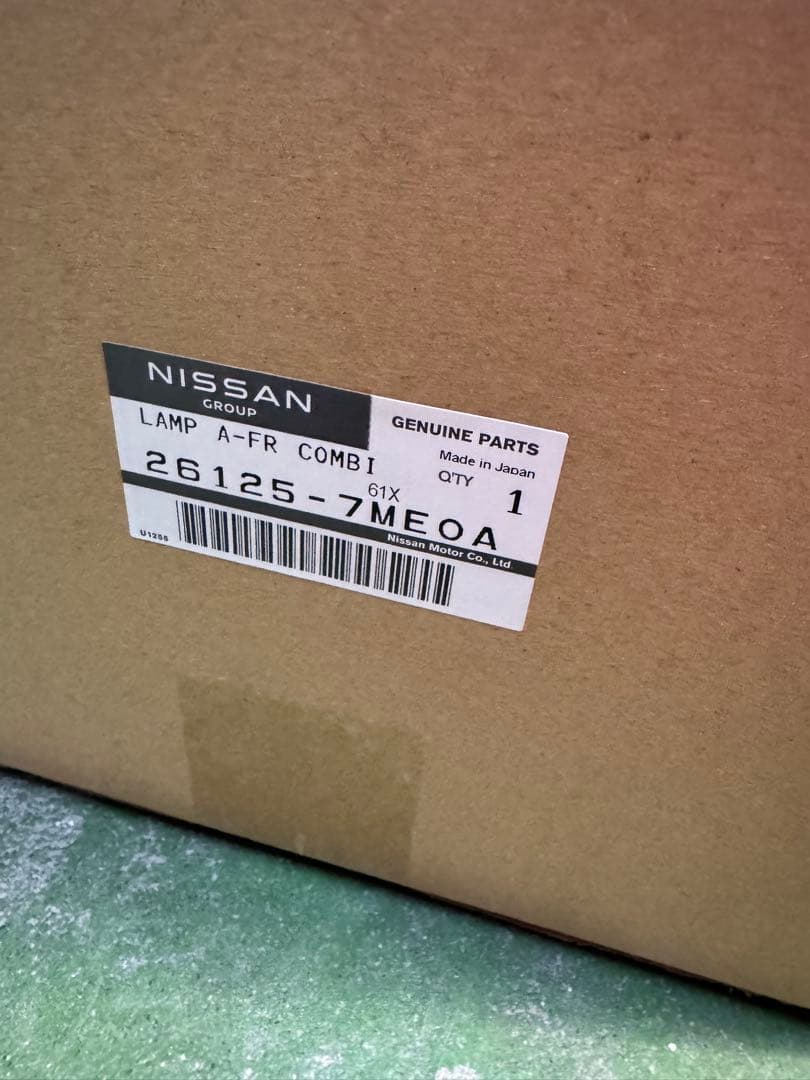 NISSAN
GROUP
GENUINE PARTS
LAMP A-FR COMBI
Made in Japan
Q'TY 1
61X
26125-7ME0A
Nissan Motor Co., Ltd.